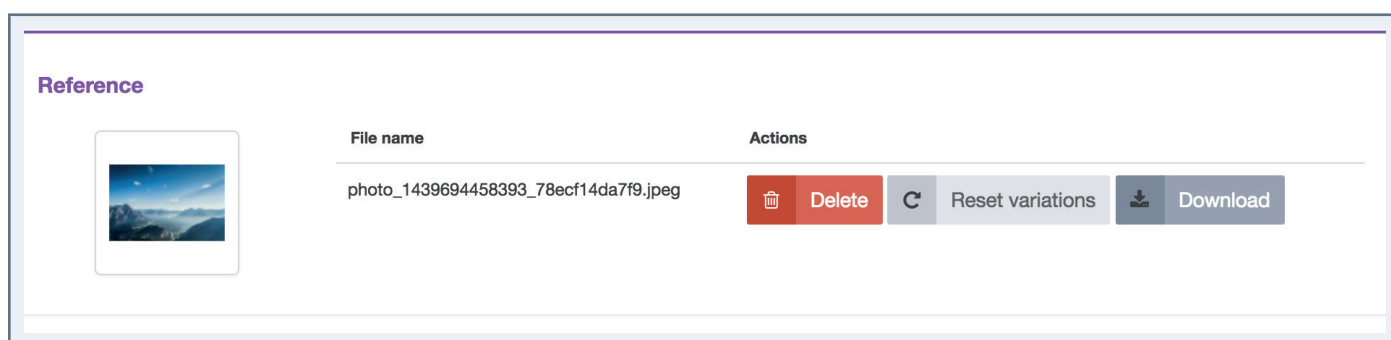 Reference
File name
Actions
photo_1439694458393_78ecf14da7f9.jpeg
Delete
Reset variations
Download